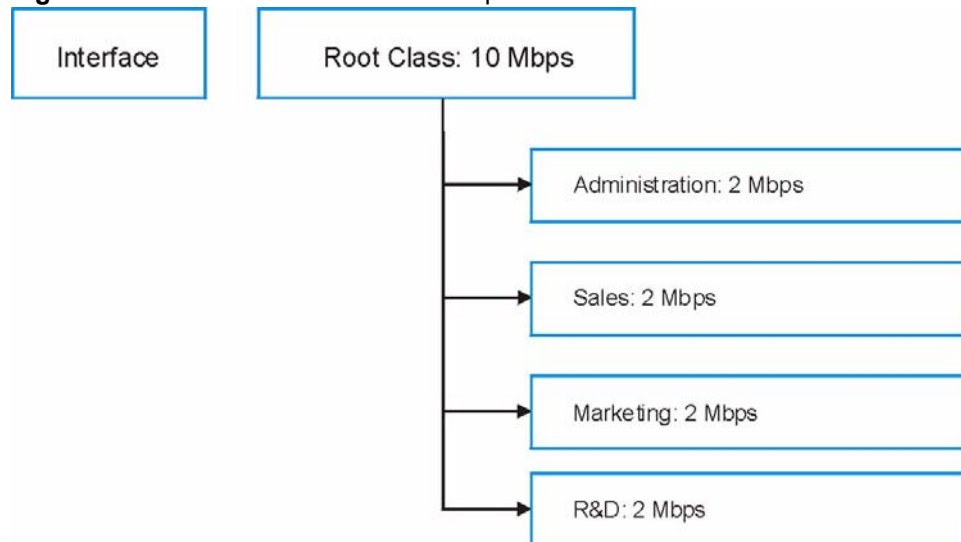 Interface
Root Class: 10 Mbps
Administration: 2 Mbps
Sales: 2 Mbps
Marketing: 2 Mbps
R&D: 2 Mbps